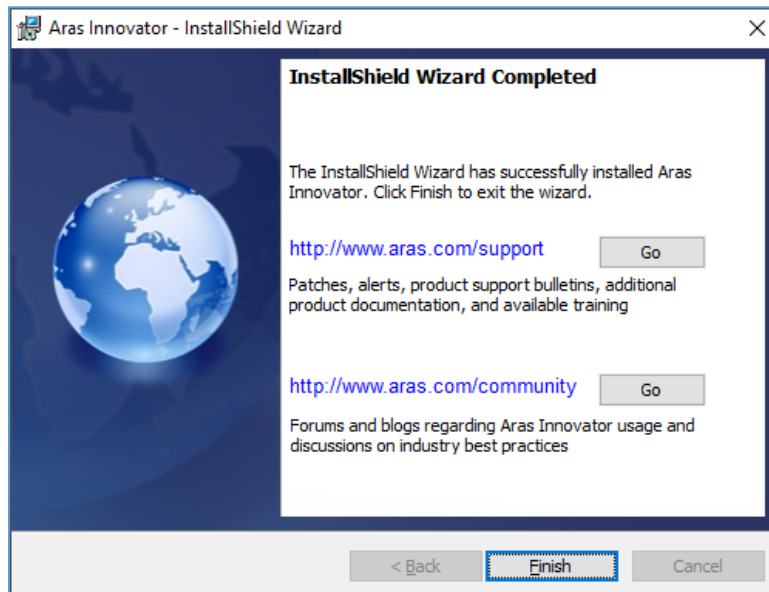 Aras Innovator - InstallShield Wizard
InstallShield Wizard Completed
The InstallShield Wizard has successfully installed Aras
Innovator. Click Finish to exit the wizard.
http://www.aras.com/support
Go
Patches, alerts, product support bulletins, additional
product documentation, and available training
http://www.aras.com/community
Go
Forums and blogs regarding Aras Innovator usage and
discussions on industry best practices
< Back
Finish
Cancel